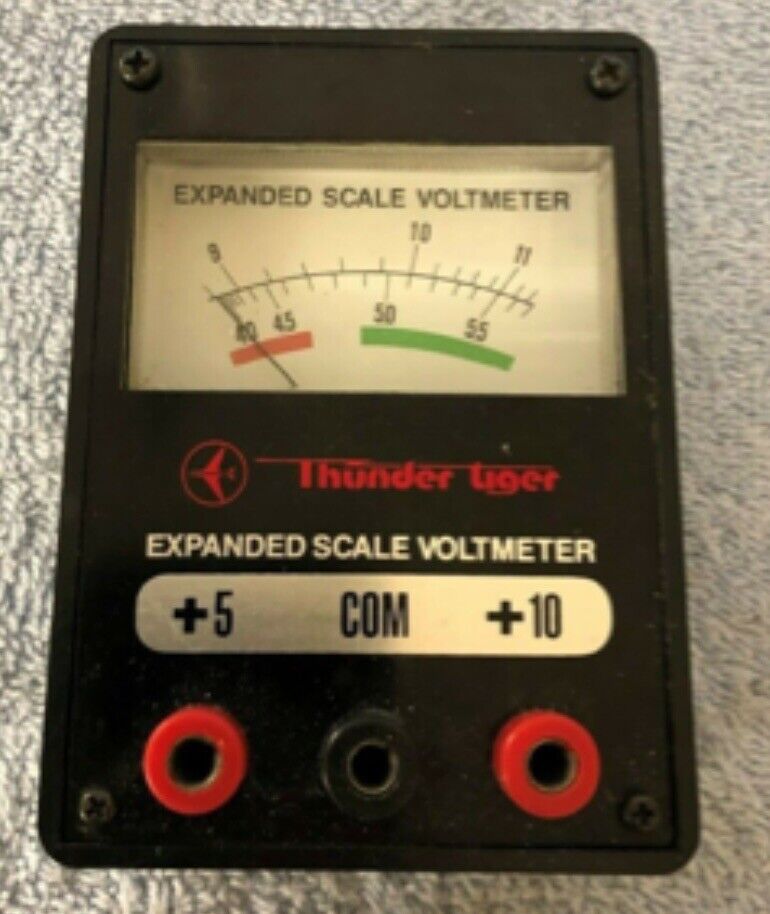 EXPANDED SCALE VOLTMETER
9 10 11
40 45 50 55
Thunder tiger
EXPANDED SCALE VOLTMETER
+5 COM +10